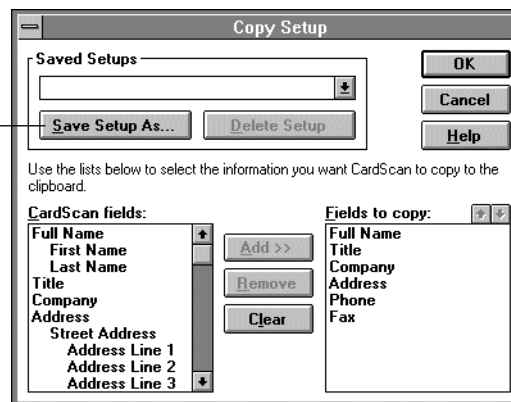 Copy Setup
Saved Setups
OK
Cancel
Help
Save Setup As...
Delete Setup
Use the lists below to select the information you want CardScan to copy to the
clipboard.
CardScan fields:
Full Name
First Name
Last Name
Title
Company
Address
Street Address
Address Line 1
Address Line 2
Address Line 3
Add >>
Remove
Clear
Fields to copy:
Full Name
Title
Company
Address
Phone
Fax